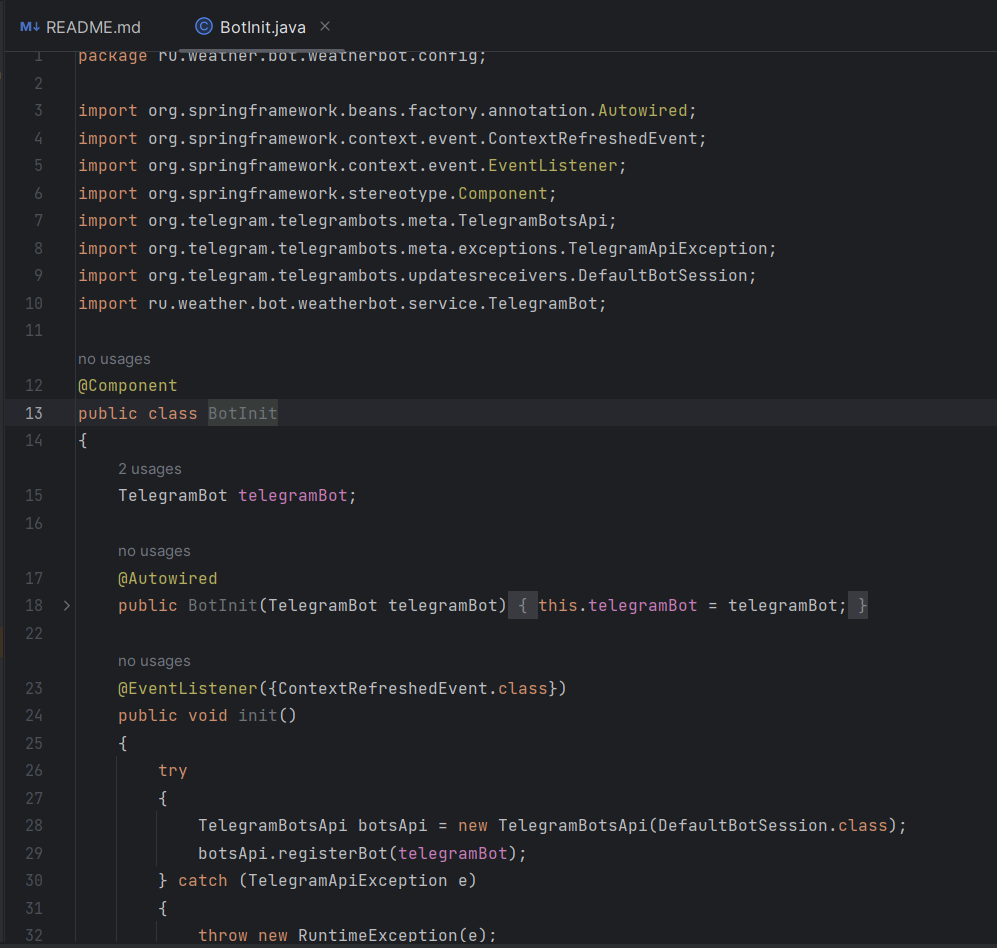 M↓ README.md
C BotInit.java ×
1 package ru.weather.bot.weatherbot.config;
2
3 import org.springframework.beans.factory.annotation.Autowired;
4 import org.springframework.context.event.ContextRefreshedEvent;
5 import org.springframework.context.event.EventListener;
6 import org.springframework.stereotype.Component;
7 import org.telegram.telegrambots.meta.TelegramBotsApi;
8 import org.telegram.telegrambots.meta.exceptions.TelegramApiException;
9 import org.telegram.telegrambots.updatesreceivers.DefaultBotSession;
10 import ru.weather.bot.weatherbot.service.TelegramBot;
11
no usages
12 @Component
13 public class BotInit
14 {
2 usages
15 TelegramBot telegramBot;
16
no usages
17 @Autowired
18 public BotInit(TelegramBot telegramBot) { this.telegramBot = telegramBot; }
22
no usages
23 @EventListener({ContextRefreshedEvent.class})
24 public void init()
25 {
26 try
27 {
28 TelegramBotsApi botsApi = new TelegramBotsApi(DefaultBotSession.class);
29 botsApi.registerBot(telegramBot);
30 } catch (TelegramApiException e)
31 {
32 throw new RuntimeException(e);